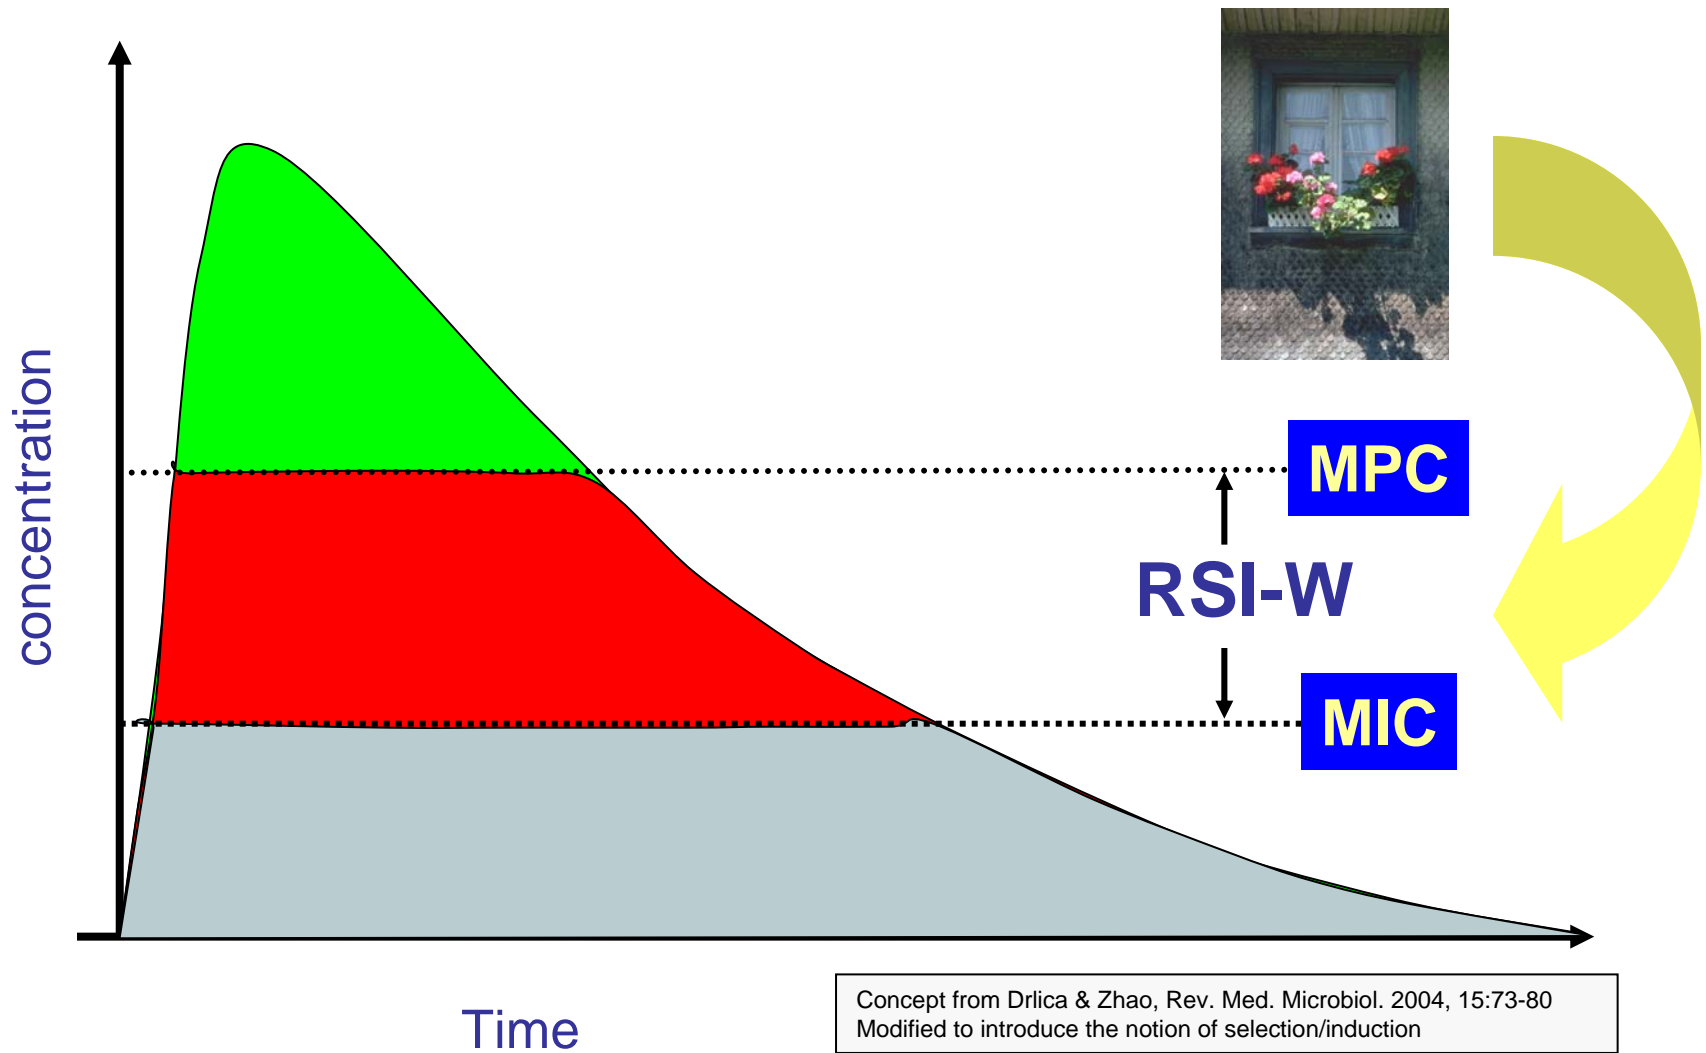 concentration
MPC
RSI-W
MIC
Time
Concept from Drlica & Zhao, Rev. Med. Microbiol. 2004, 15:73-80
Modified to introduce the notion of selection/induction